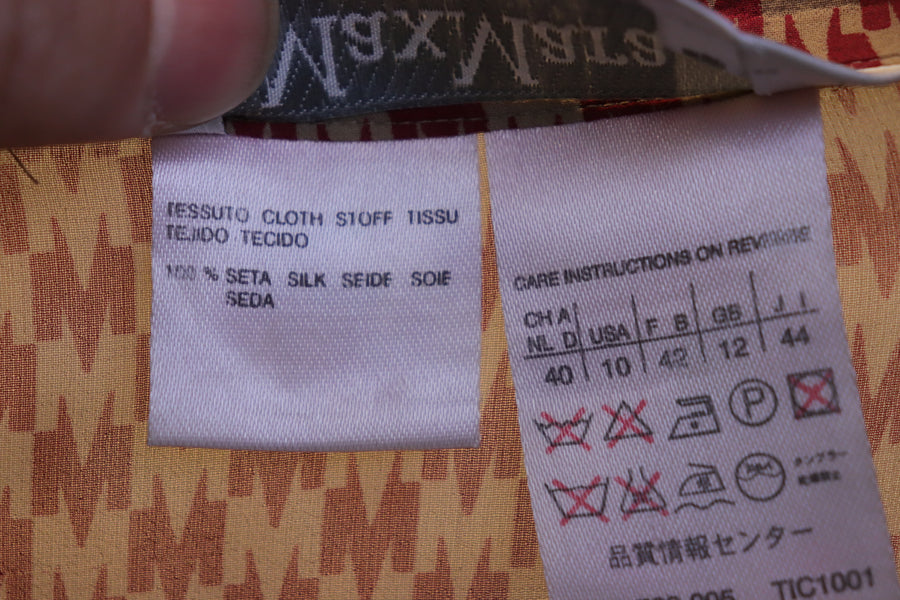 MaxMara
TESSUTO CLOTH STOFF TISSU
TEJIDO TECIDO
100 % SETA SILK SEIDE SOIE
SEDA
CARE INSTRUCTIONS ON REVERSE
CH A
NL D USA F B GB J I
40 10 42 12 44
P
タンブラー
乾燥禁止
品質情報センター
TIC1001